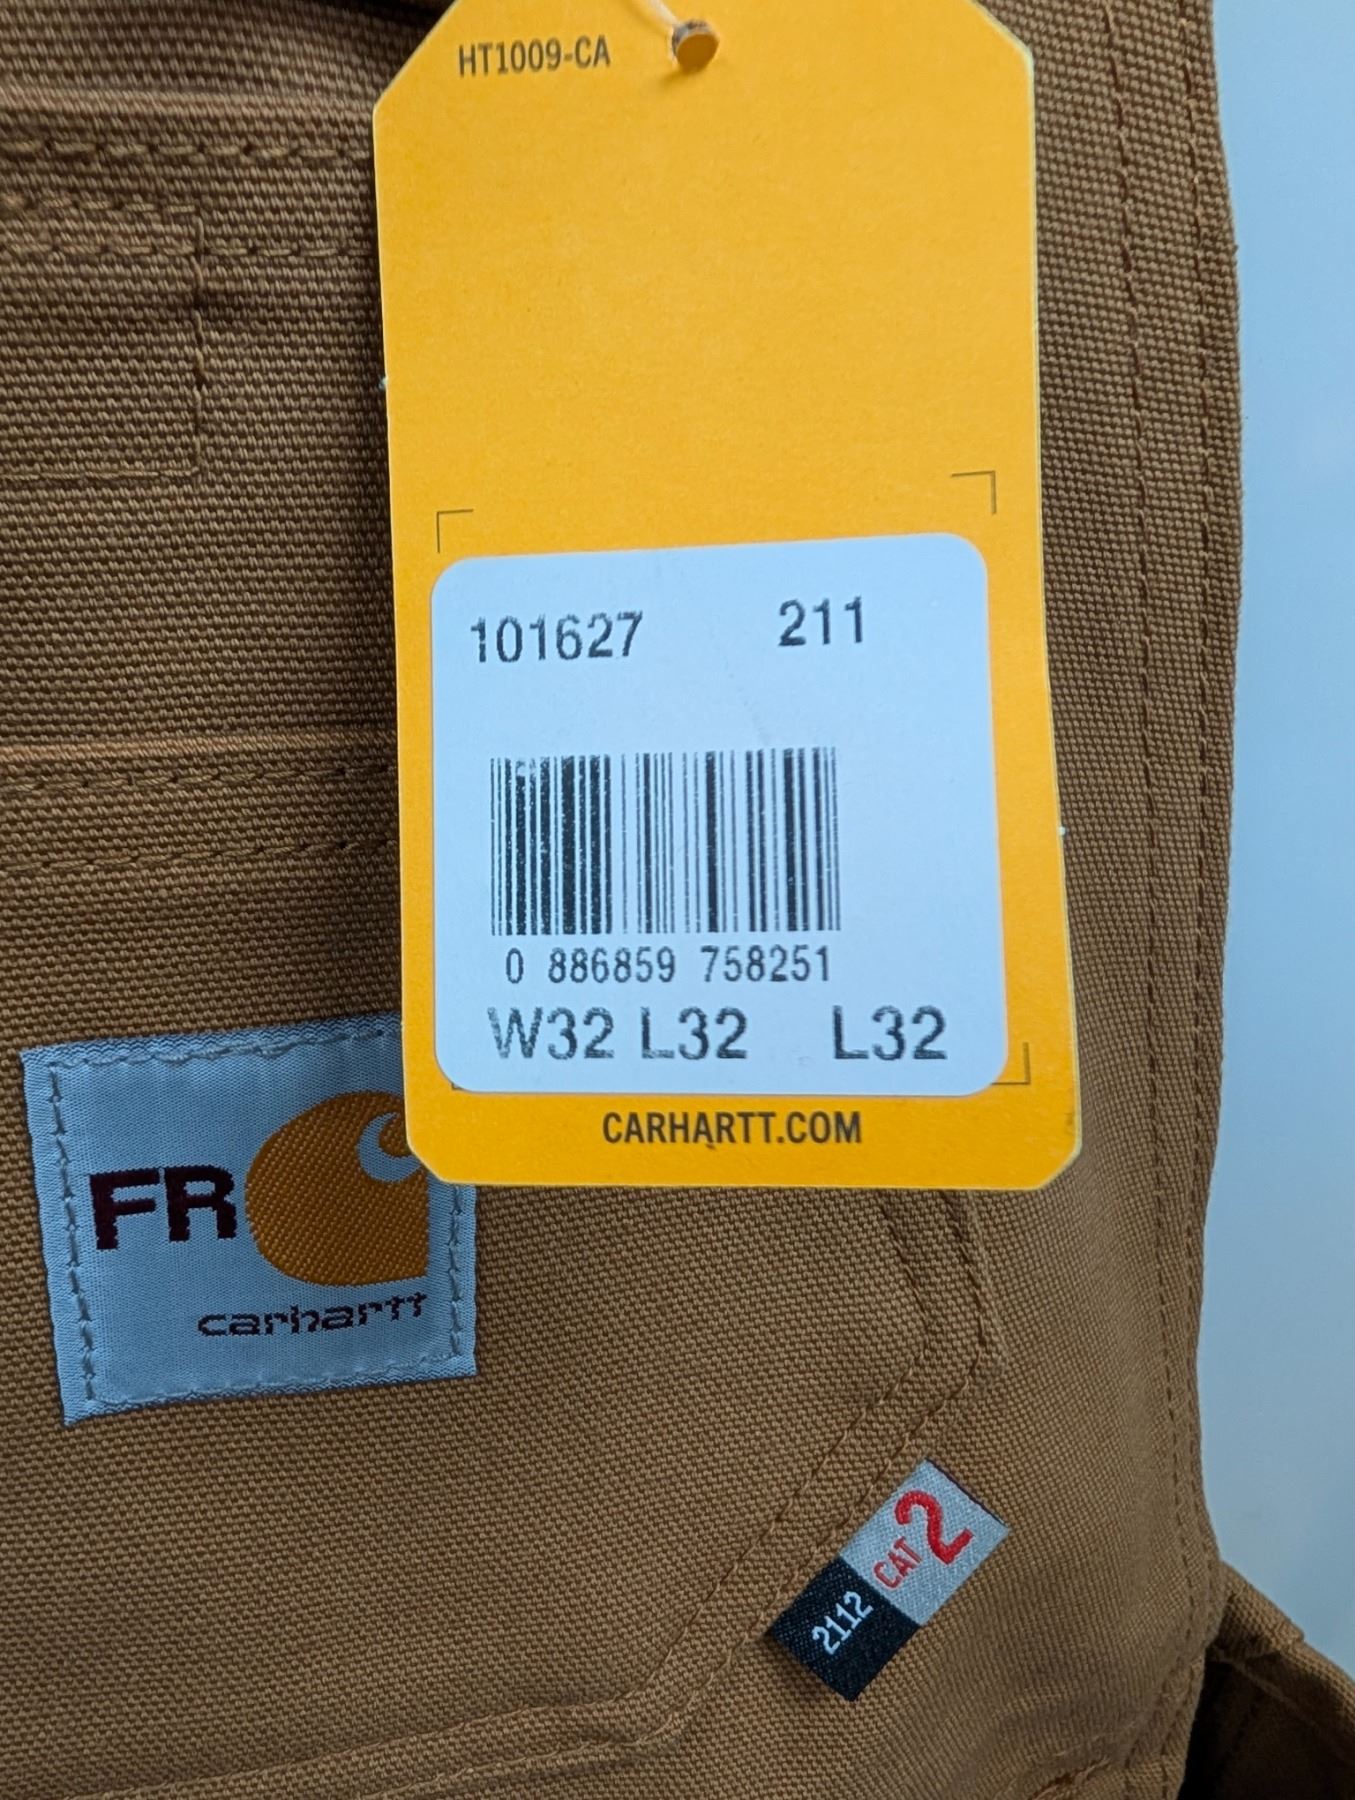 HT1009-CA
101627 211
0 886859 758251
W32 L32 L32
CARHARTT.COM
FR
carhartt
CAT 2
2112